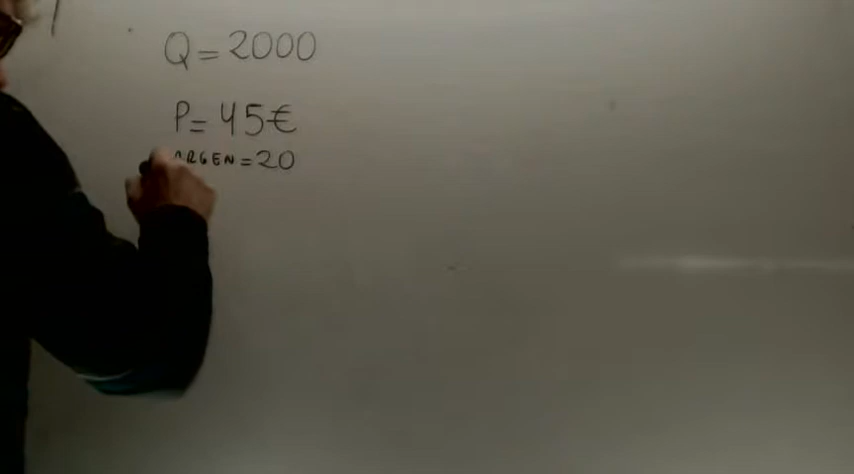 Q = 2000
P = 45€
= 20